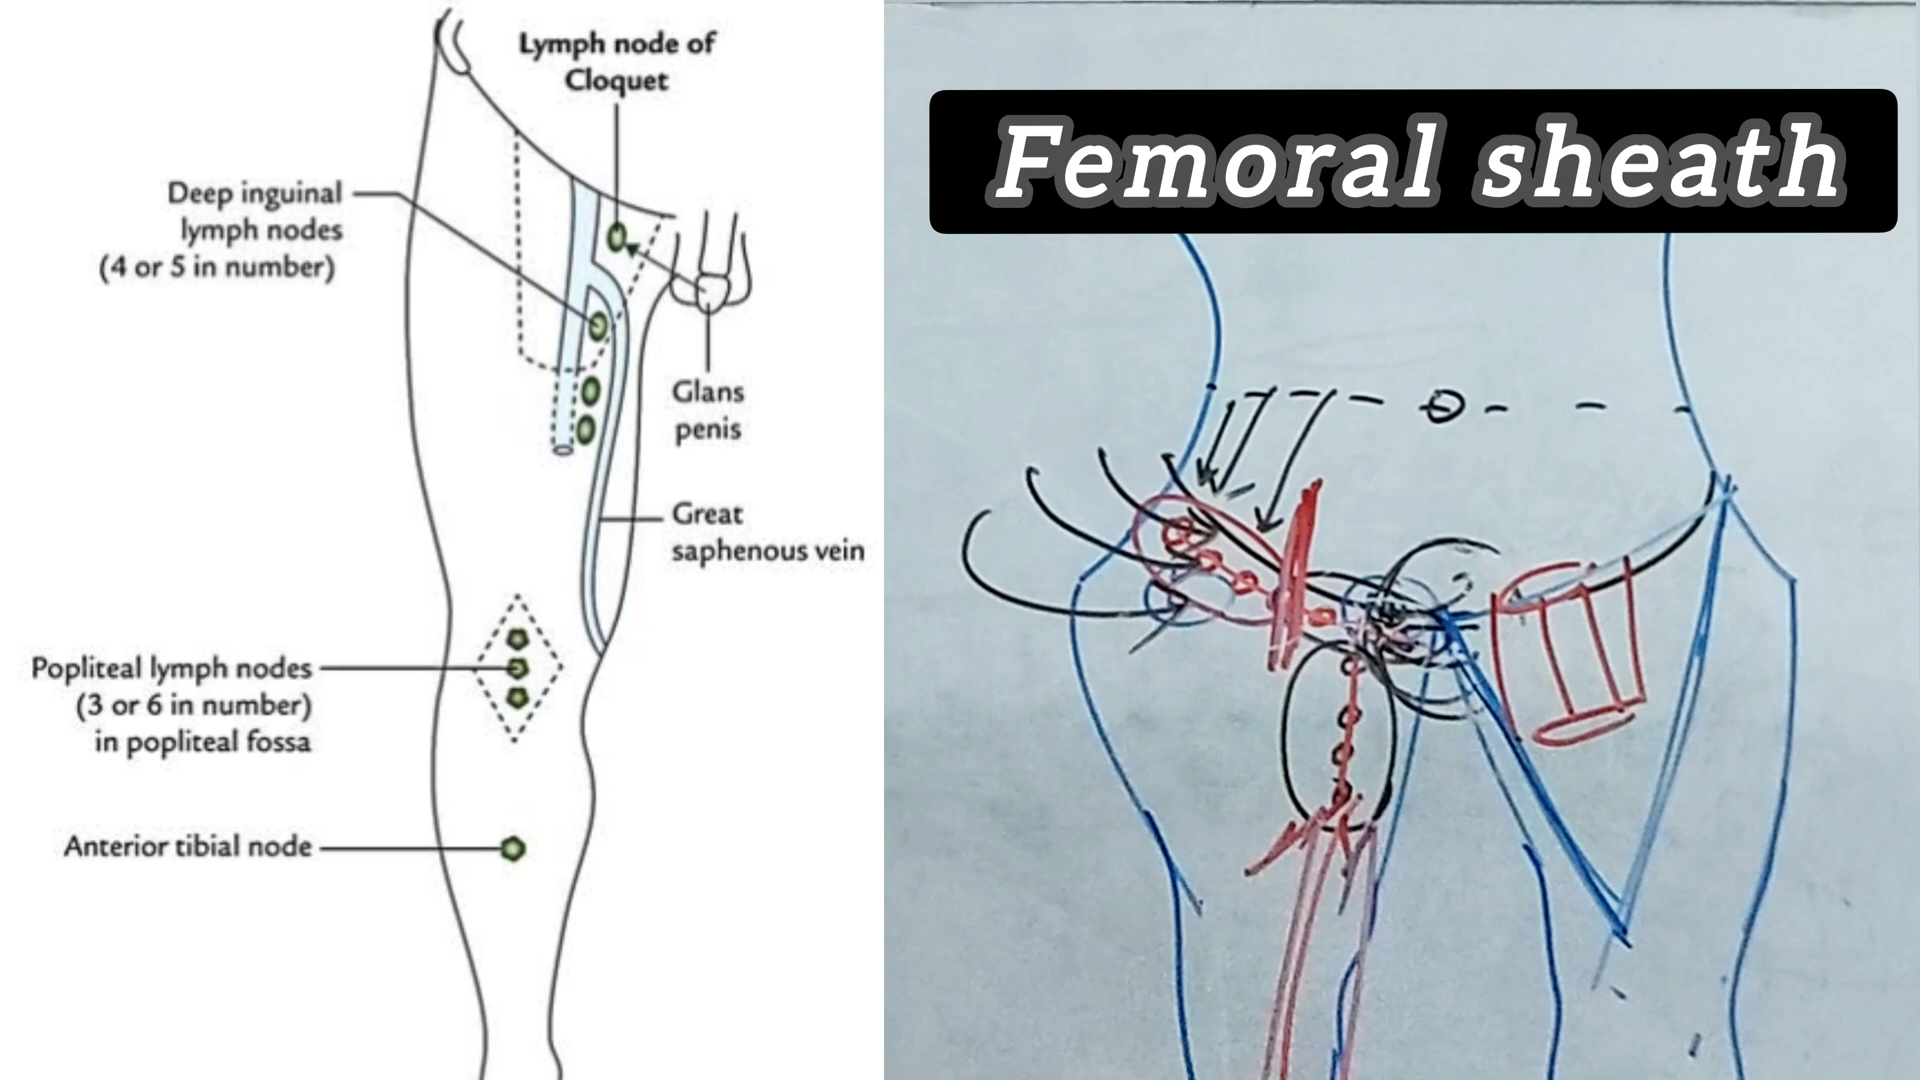 Lymph node of
Cloquet
Deep inguinal
lymph nodes
(4 or 5 in number)
Glans
penis
Great
saphenous vein
Popliteal lymph nodes
(3 or 6 in number)
in popliteal fossa
Anterior tibial node
Femoral sheath